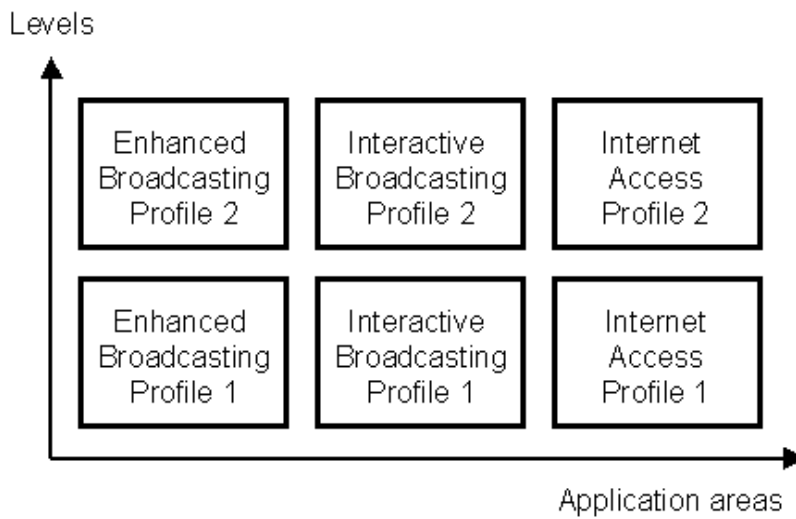 Levels
Enhanced
Broadcasting
Profile 2
Interactive
Broadcasting
Profile 2
Internet
Access
Profile 2
Enhanced
Broadcasting
Profile 1
Interactive
Broadcasting
Profile 1
Internet
Access
Profile 1
Application areas